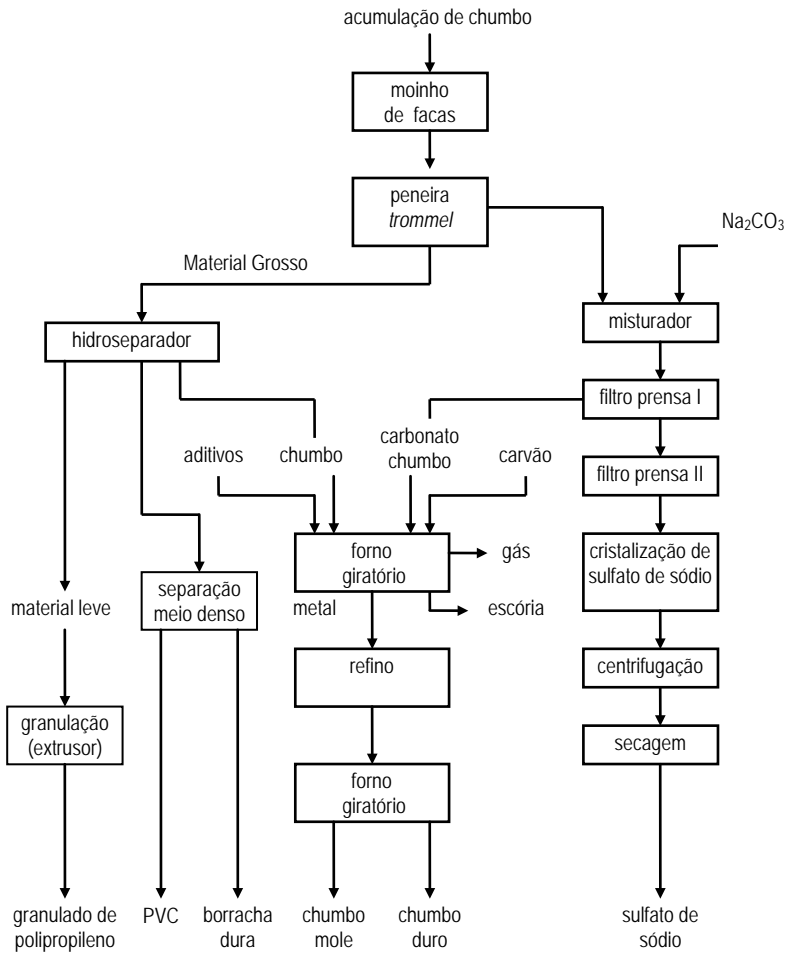 acumulação de chumbo
moinho
de facas
peneira
trommel
Na₂CO₃
Material Grosso
hidroseparador
misturador
filtro prensa I
aditivos
chumbo
carbonato
chumbo
carvão
filtro prensa II
forno
giratório
gás
cristalização de
sulfato de sódio
separação
meio denso
material leve
metal
escória
refino
centrifugação
granulação
(extrusor)
secagem
forno
giratório
granulado de
polipropileno
PVC
borracha
dura
chumbo
mole
chumbo
duro
sulfato de
sódio